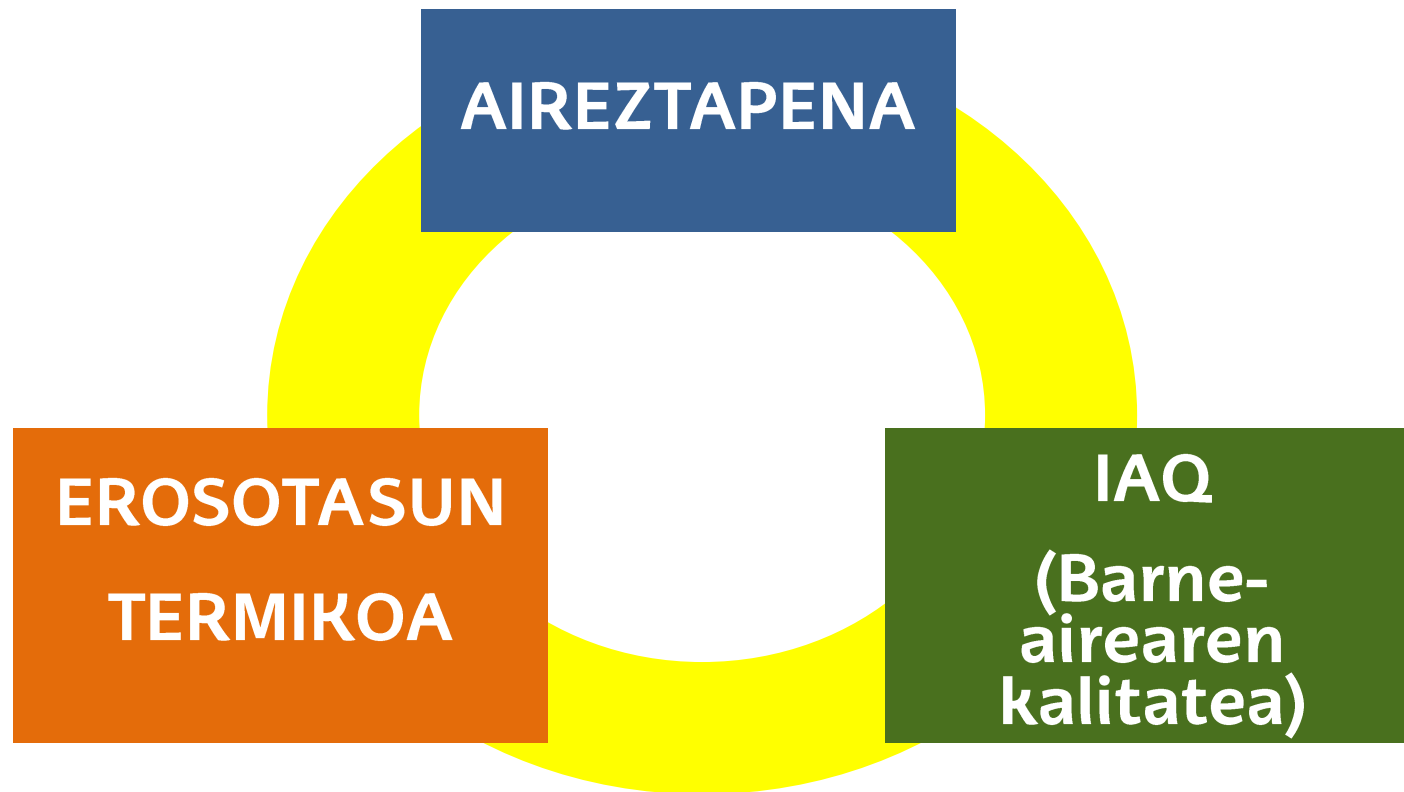 AIREZTAPENA
EROSOTASUN
TERMIKOA
IAQ
(Barne-
airearen
kalitatea)